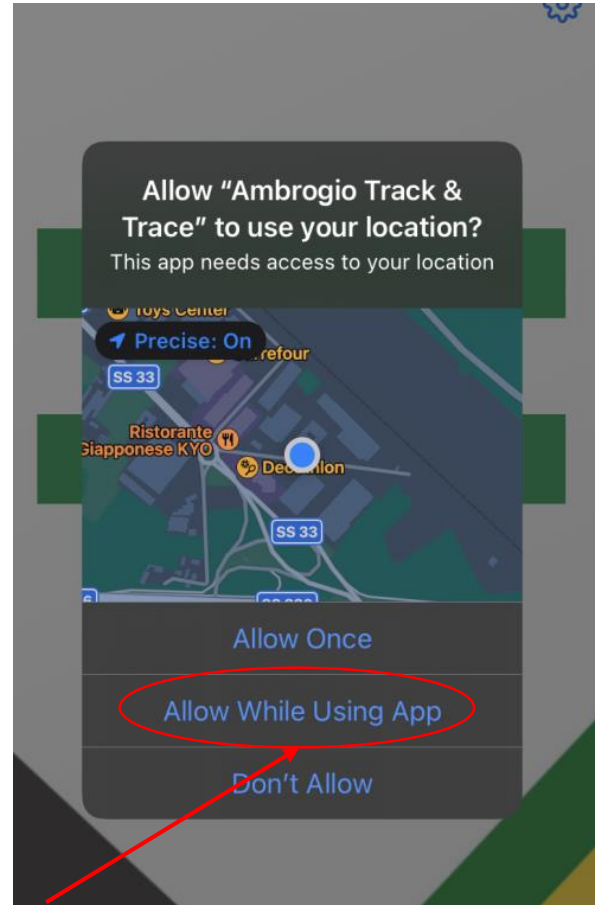 Allow “Ambrogio Track &
Trace” to use your location?
This app needs access to your location
Toys Center
Precise: On
refour
SS 33
Ristorante
Giapponese KYO
SS 33
Allow Once
Allow While Using App
Don’t Allow